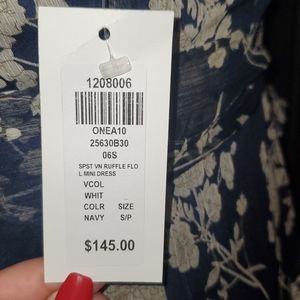 1208006
ONEA10
25630B30
06S
SPST VN RUFFLE FLO
L MINI DRESS
VCOL
WHIT
COLR SIZE
NAVY S/P
$145.00